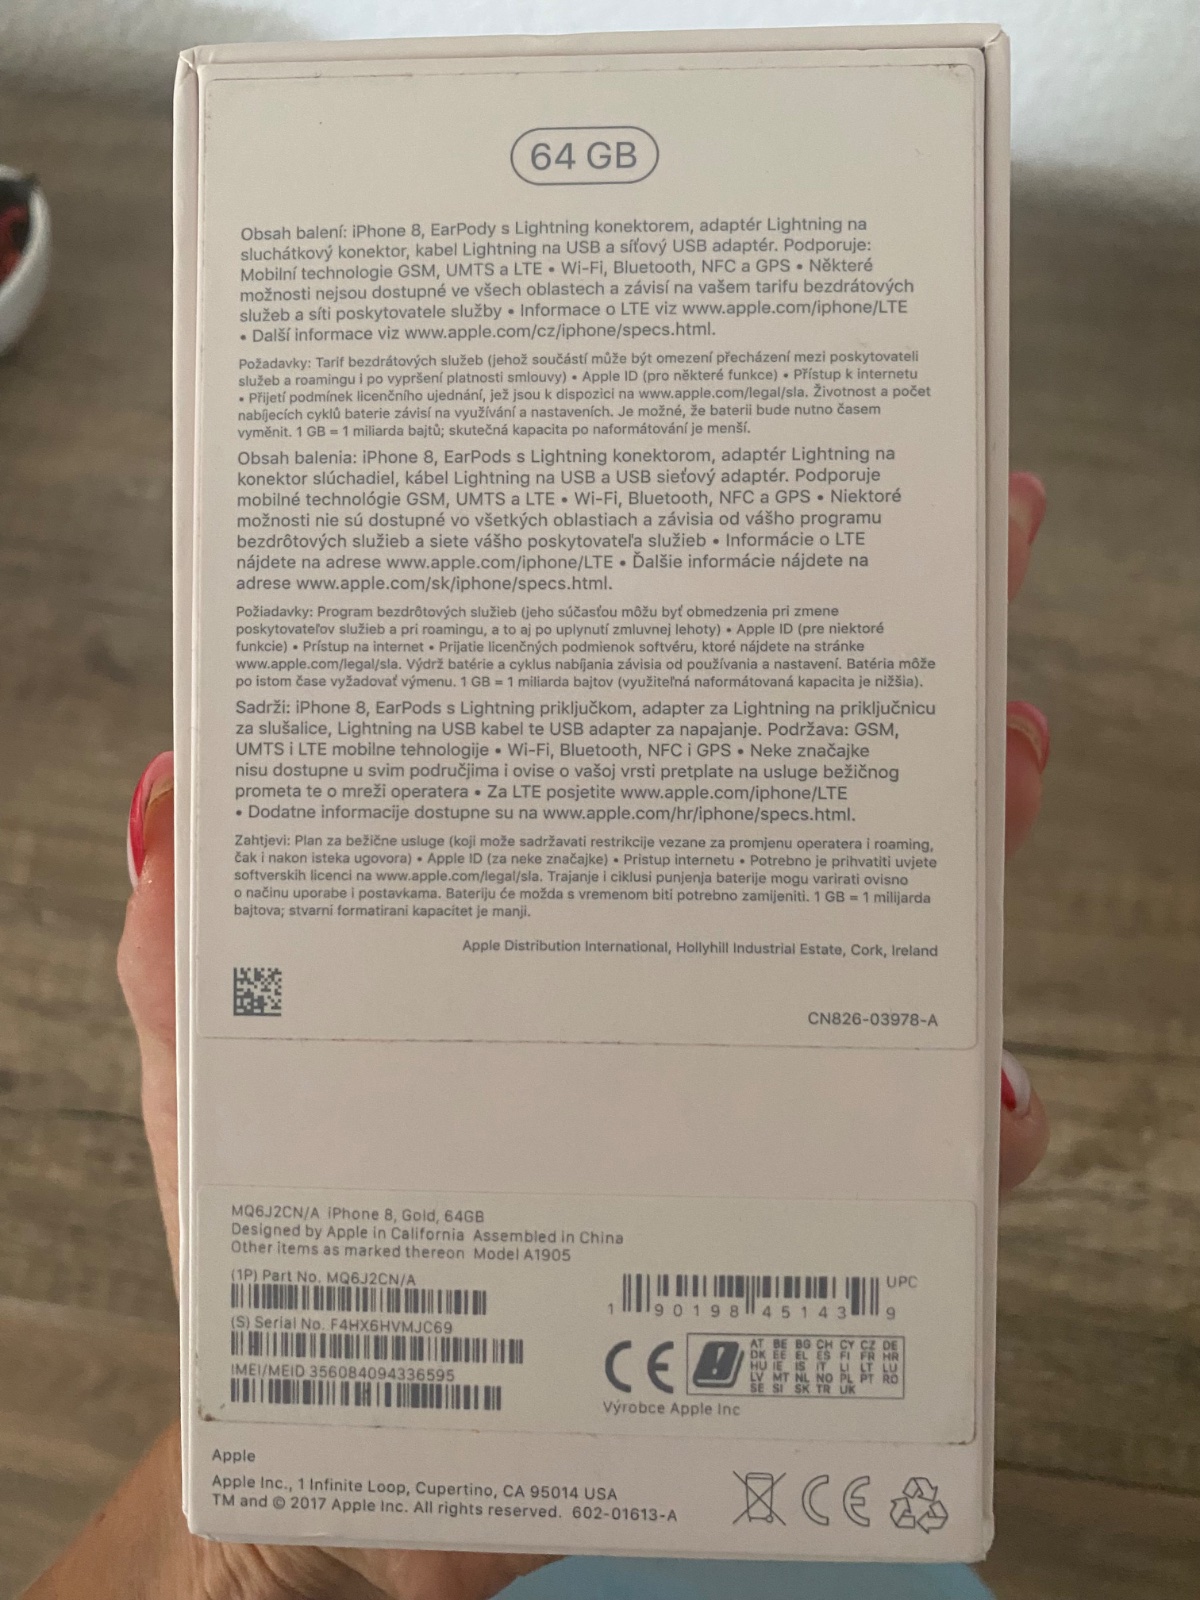 64 GB
Obsah balení: iPhone 8, EarPody s Lightning konektorem, adaptér Lightning na
sluchátkový konektor, kabel Lightning na USB a síťový USB adaptér. Podporuje:
Mobilní technologie GSM, UMTS a LTE • Wi-Fi, Bluetooth, NFC a GPS • Některé
možnosti nejsou dostupné ve všech oblastech a závisí na vašem tarifu bezdrátových
služeb a síti poskytovatele služby • Informace o LTE viz www.apple.com/iphone/LTE
• Další informace viz www.apple.com/cz/iphone/specs.html.
Požadavky: Tarif bezdrátových služeb (jehož součástí může být omezení přecházení mezi poskytovateli
služeb a roamingu i po vypršení platnosti smlouvy) • Apple ID (pro některé funkce) • Přístup k internetu
• Přijetí podmínek licenčního ujednání, jež jsou k dispozici na www.apple.com/legal/sla. Životnost a počet
nabíjecích cyklů baterie závisí na využívání a nastaveních. Je možné, že baterii bude nutno časem
vyměnit. 1 GB = 1 miliarda bajtů; skutečná kapacita po naformátování je menší.
Obsah balenia: iPhone 8, EarPods s Lightning konektorom, adaptér Lightning na
konektor slúchadiel, kábel Lightning na USB a USB sieťový adaptér. Podporuje
mobilné technológie GSM, UMTS a LTE • Wi-Fi, Bluetooth, NFC a GPS • Niektoré
možnosti nie sú dostupné vo všetkých oblastiach a závisia od vášho programu
bezdrôtových služieb a siete vášho poskytovateľa služieb • Informácie o LTE
nájdete na adrese www.apple.com/iphone/LTE • Ďalšie informácie nájdete na
adrese www.apple.com/sk/iphone/specs.html.
Požiadavky: Program bezdrôtových služieb (jeho súčasťou môžu byť obmedzenia pri zmene
poskytovateľov služieb a pri roamingu, a to aj po uplynutí zmluvnej lehoty) • Apple ID (pre niektoré
funkcie) • Prístup na internet • Prijatie licenčných podmienok softvéru, ktoré nájdete na stránke
www.apple.com/legal/sla. Výdrž batérie a cyklus nabíjania závisia od používania a nastavení. Batéria môže
po istom čase vyžadovať výmenu. 1 GB = 1 miliarda bajtov (využiteľná naformátovaná kapacita je nižšia).
Sadrži: iPhone 8, EarPods s Lightning priključkom, adapter za Lightning na priključnicu
za slušalice, Lightning na USB kabel te USB adapter za napajanje. Podržava: GSM,
UMTS i LTE mobilne tehnologije • Wi-Fi, Bluetooth, NFC i GPS • Neke značajke
nisu dostupne u svim područjima i ovise o vašoj vrsti pretplate na usluge bežičnog
prometa te o mreži operatera • Za LTE posjetite www.apple.com/iphone/LTE
• Dodatne informacije dostupne su na www.apple.com/hr/iphone/specs.html.
Zahtjevi: Plan za bežične usluge (koji može sadržavati restrikcije vezane za promjenu operatera i roaming,
čak i nakon isteka ugovora) • Apple ID (za neke značajke) • Pristup internetu • Potrebno je prihvatiti uvjete
softverskih licenci na www.apple.com/legal/sla. Trajanje i ciklusi punjenja baterije mogu varirati ovisno
o načinu uporabe i postavkama. Bateriju će možda s vremenom biti potrebno zamijeniti. 1 GB = 1 milijarda
bajtova; stvarni formatirani kapacitet je manji.
Apple Distribution International, Hollyhill Industrial Estate, Cork, Ireland
CN826-03978-A
MQ6J2CN/A iPhone 8, Gold, 64GB
Designed by Apple in California Assembled in China
Other items as marked thereon Model A1905
(1P) Part No. MQ6J2CN/A
(S) Serial No. F4HX6HVMJC69
IMEI/MEID 356084094336595
UPC
1 90198 45143 9
CE
AT BE BG CH CY CZ DE
DK EE EL ES FI FR HR
HU IE IS IT LI LT LU
LV MT NL NO PL PT RO
SE SI SK TR UK
Výrobce Apple Inc
Apple
Apple Inc., 1 Infinite Loop, Cupertino, CA 95014 USA
TM and © 2017 Apple Inc. All rights reserved. 602-01613-A
CE